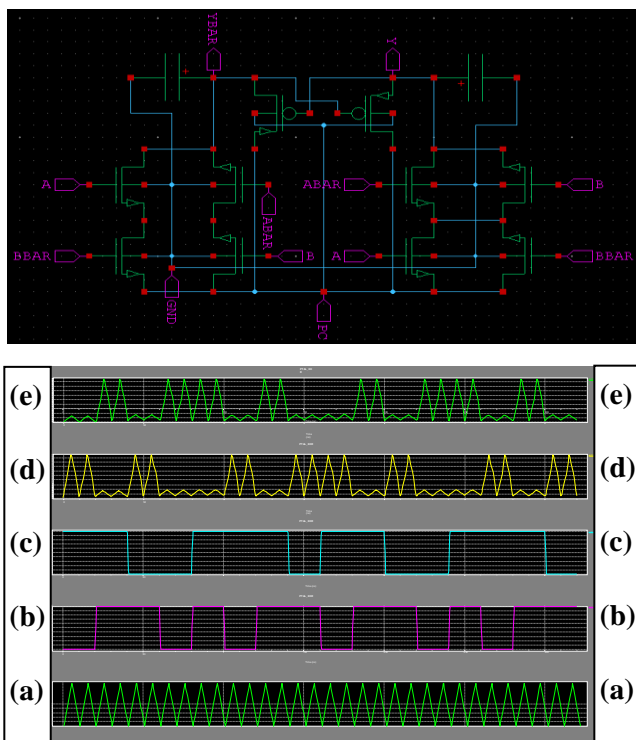 YBAR
Y
A
ABAR
ABAR
B
BBAR
B
A
BBAR
GND
PC
(e) (e)
(d) (d)
(c) (c)
(b) (b)
(a) (a)